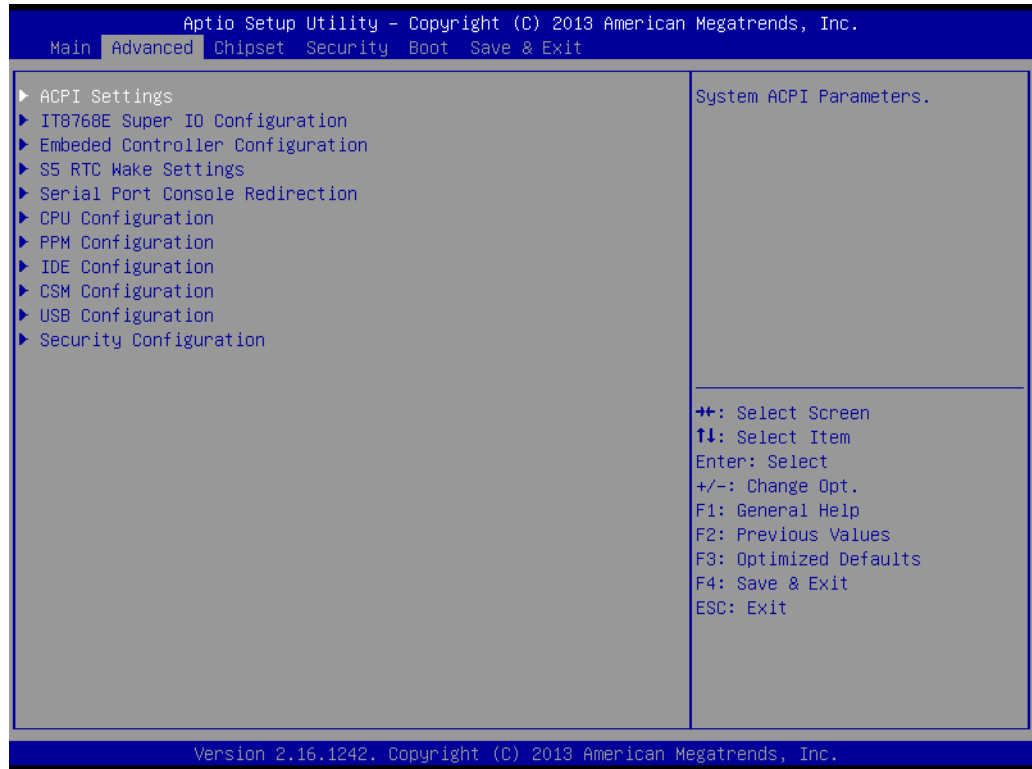 Aptio Setup Utility – Copyright (C) 2013 American Megatrends, Inc.
Main Advanced Chipset Security Boot Save & Exit
▶ ACPI Settings
▶ IT8768E Super IO Configuration
▶ Embeded Controller Configuration
▶ S5 RTC Wake Settings
▶ Serial Port Console Redirection
▶ CPU Configuration
▶ PPM Configuration
▶ IDE Configuration
▶ CSM Configuration
▶ USB Configuration
▶ Security Configuration
System ACPI Parameters.
→←: Select Screen
↑↓: Select Item
Enter: Select
+/-: Change Opt.
F1: General Help
F2: Previous Values
F3: Optimized Defaults
F4: Save & Exit
ESC: Exit
Version 2.16.1242. Copyright (C) 2013 American Megatrends, Inc.